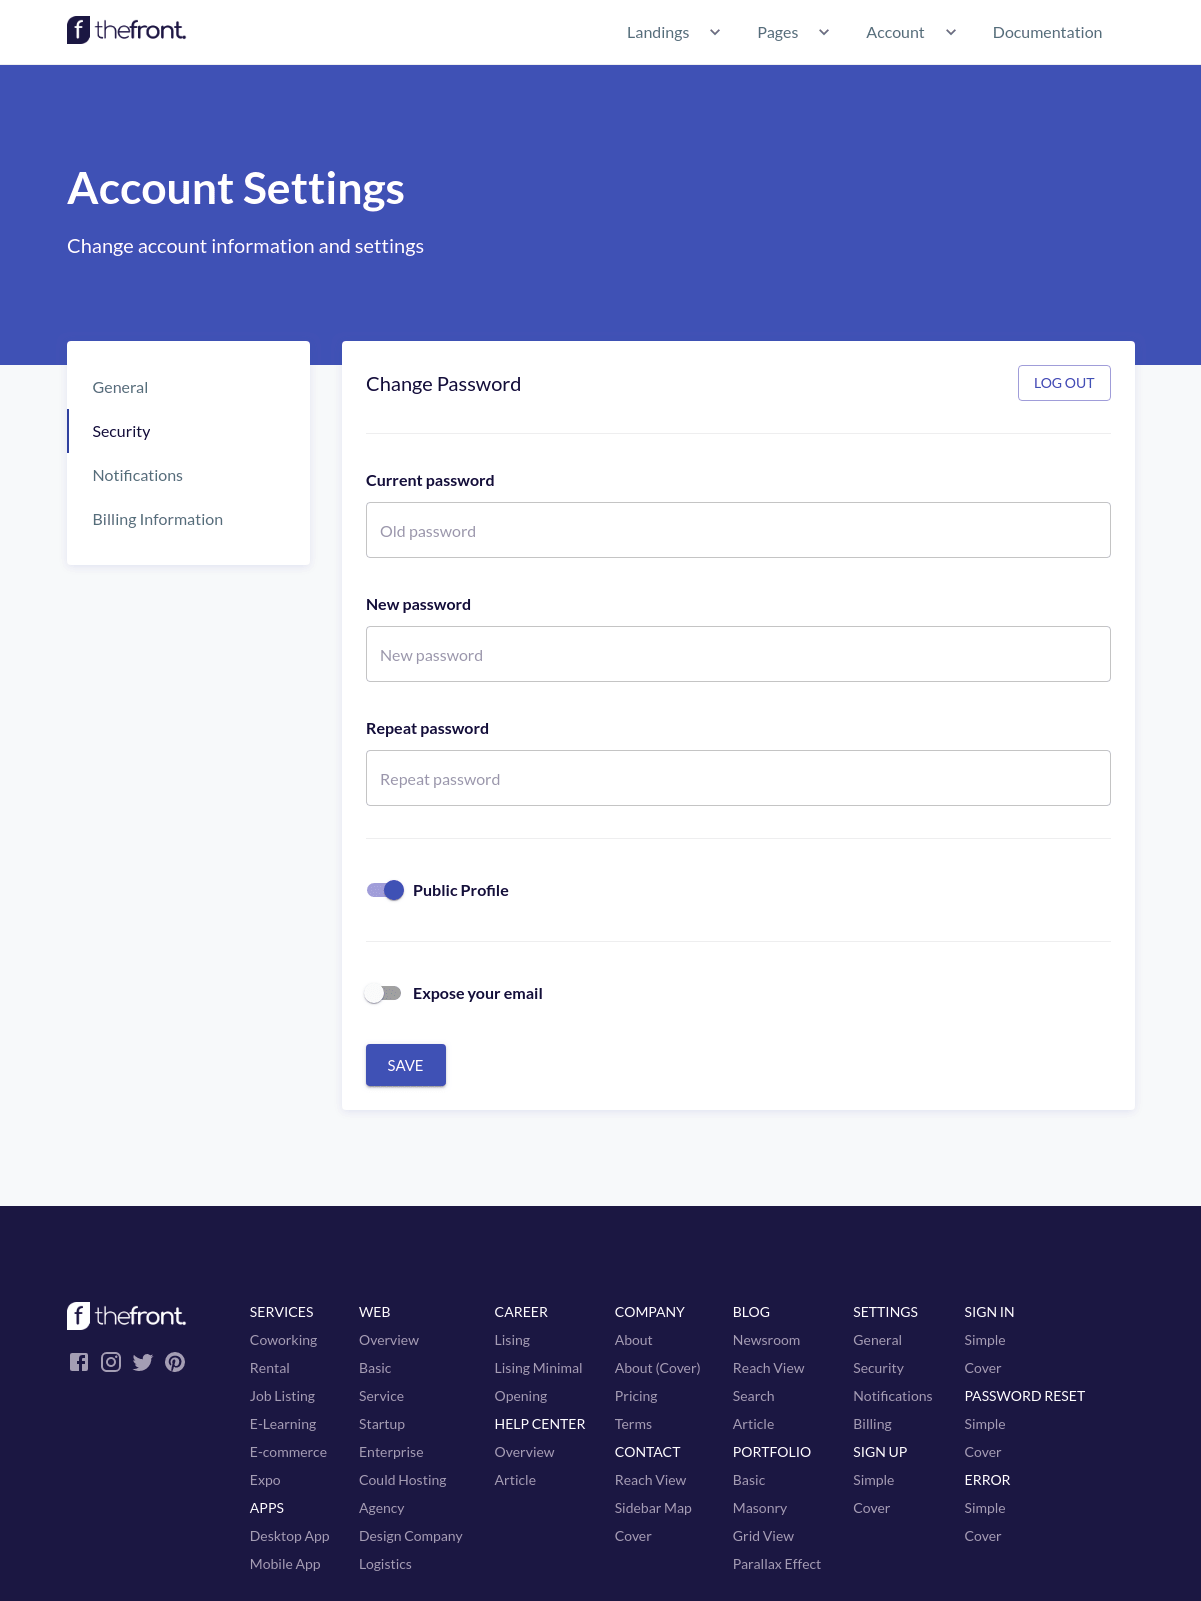 f thefront.
Landings
Pages
Account
Documentation
Account Settings
Change account information and settings
General
Security
Notifications
Billing Information
Change Password
LOG OUT
Current password
Old password
New password
New password
Repeat password
Repeat password
Public Profile
Expose your email
SAVE
f thefront.
SERVICES
Coworking
Rental
Job Listing
E-Learning
E-commerce
Expo
APPS
Desktop App
Mobile App
WEB
Overview
Basic
Service
Startup
Enterprise
Could Hosting
Agency
Design Company
Logistics
CAREER
Lising
Lising Minimal
Opening
HELP CENTER
Overview
Article
COMPANY
About
About (Cover)
Pricing
Terms
CONTACT
Reach View
Sidebar Map
Cover
BLOG
Newsroom
Reach View
Search
Article
PORTFOLIO
Basic
Masonry
Grid View
Parallax Effect
SETTINGS
General
Security
Notifications
Billing
SIGN UP
Simple
Cover
SIGN IN
Simple
Cover
PASSWORD RESET
Simple
Cover
ERROR
Simple
Cover